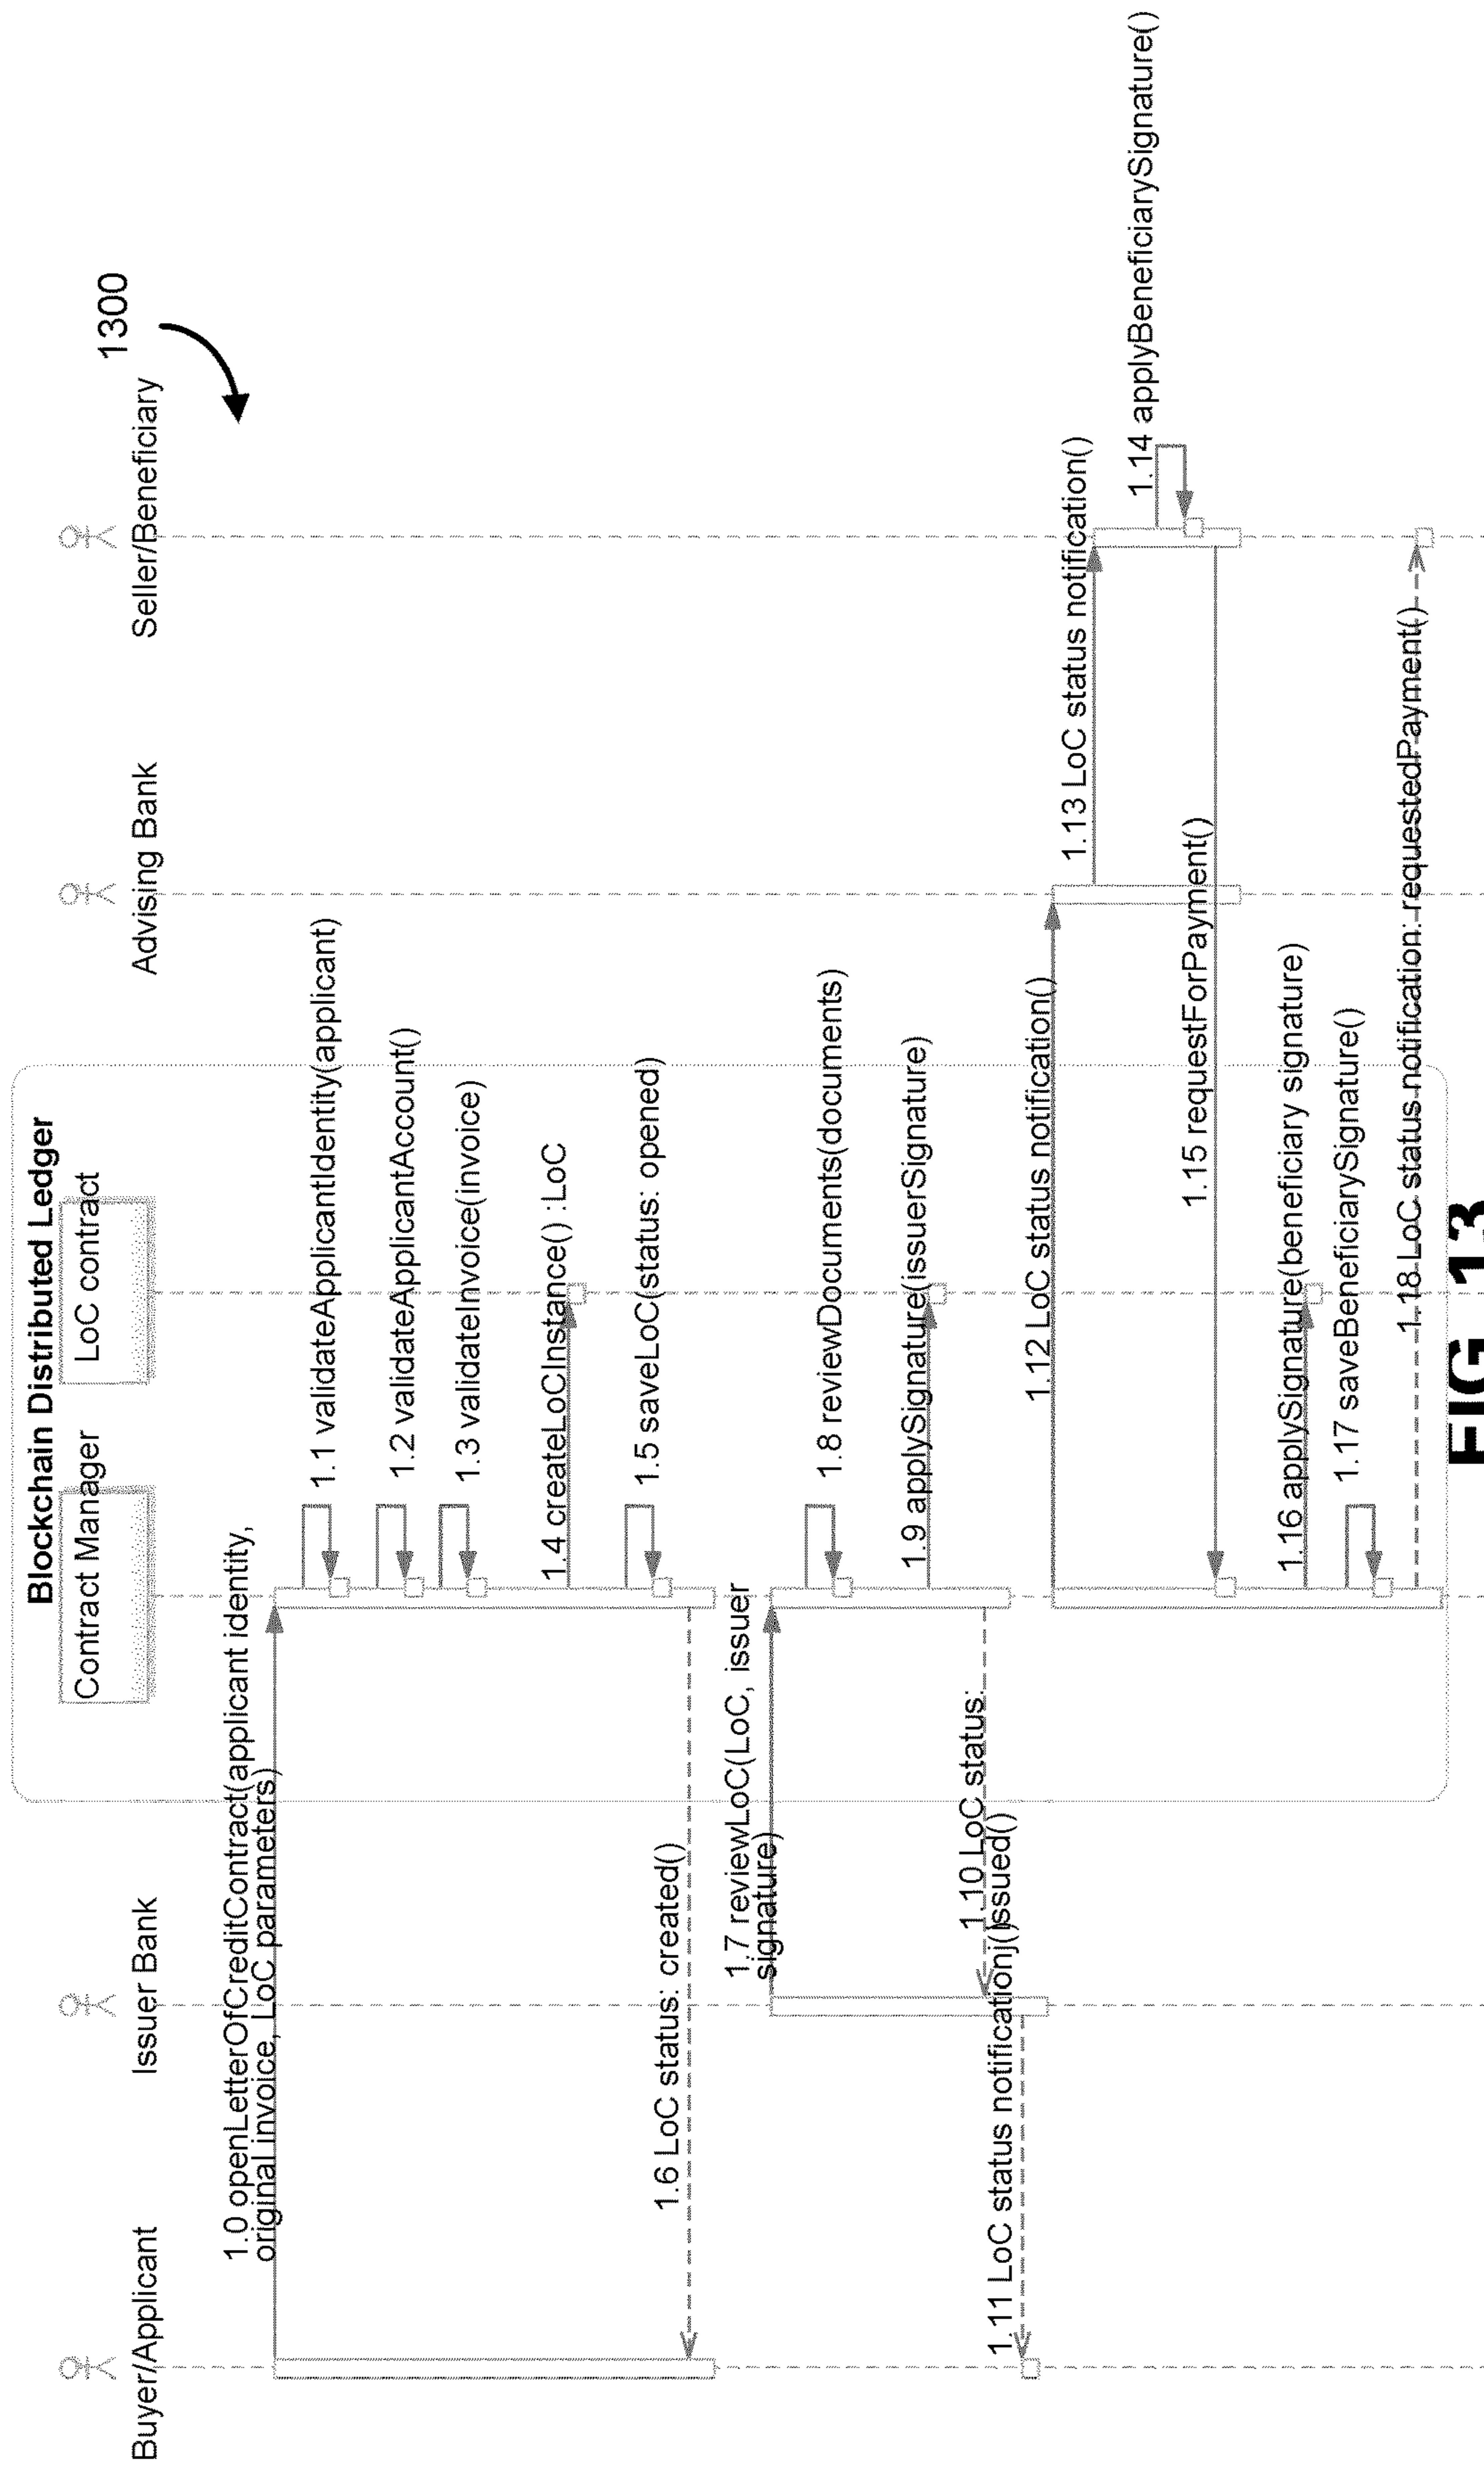 1300
Blockchain Distributed Ledger
Buyer/Applicant
Issuer Bank
Contract Manager
LoC contract
Advising Bank
Seller/Beneficiary
1.0 openLetterOfCreditContract(applicant identity,
original invoice, LoC parameters)
1.1 validateApplicantIdentity(applicant)
1.2 validateApplicantAccount()
1.3 validateInvoice(invoice)
1.4 createLoCInstance() :LoC
1.5 saveLoC(status: opened)
1.6 LoC status: created()
1.7 reviewLoC(LoC, issuer
signature)
1.8 reviewDocuments(documents)
1.9 applySignature(issuerSignature)
1.10 LoC status:
issued()
1.11 LoC status notificationj()
1.12 LoC status notification()
1.13 LoC status notification()
1.14 applyBeneficiarySignature()
1.15 requestForPayment()
1.16 applySignature(beneficiary signature)
1.17 saveBeneficiarySignature()
1.18 LoC status notification: requestedPayment()
FIG 13